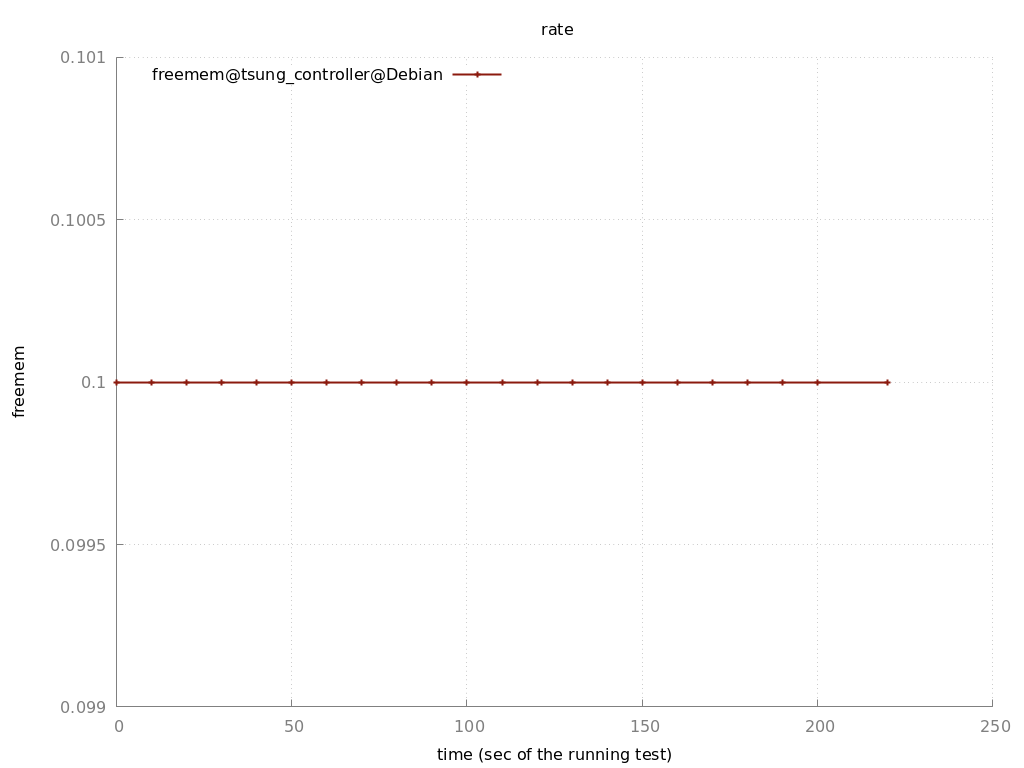 rate
0.101
freemem@tsung_controller@Debian
0.1005
0.1
freemem
0.0995
0.099
0 50 100 150 200 250
time (sec of the running test)